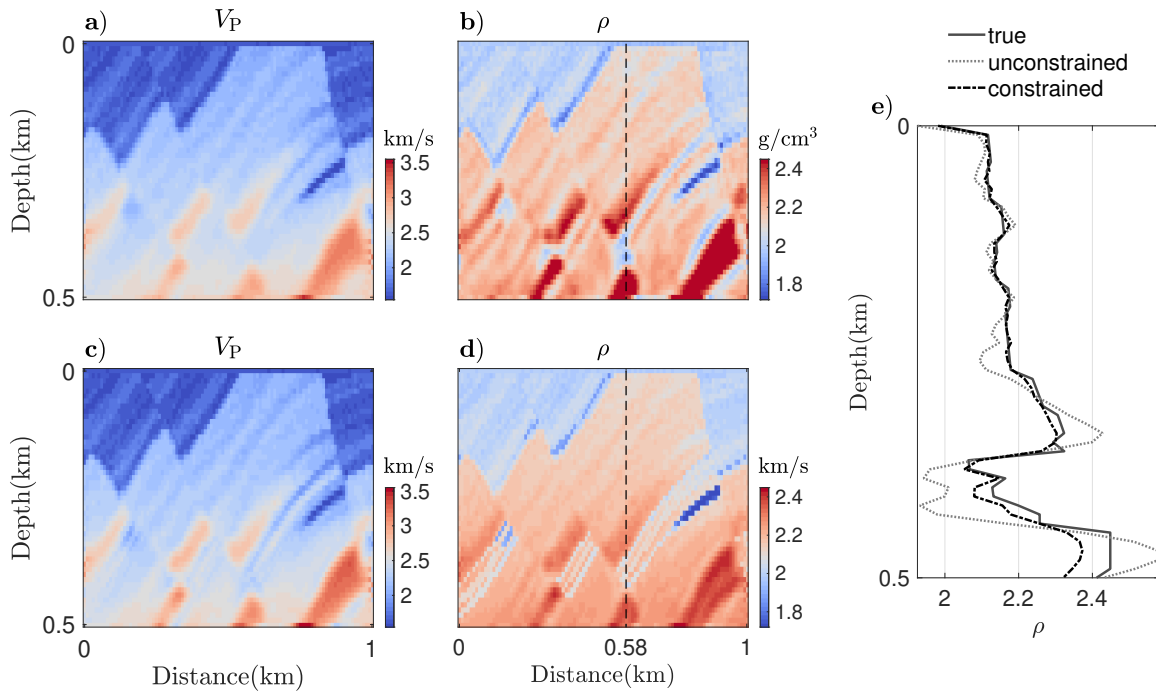 a) V_P
0
Depth(km)
0.5
km/s
3.5
3
2.5
2
b) ρ
0
g/cm³
2.4
2.2
2
1.8
true
unconstrained
constrained
e)
0
Depth(km)
0.5
2 2.2 2.4
ρ
c) V_P
0
Depth(km)
0.5
0 1
Distance(km)
km/s
3.5
3
2.5
2
d) ρ
km/s
2.4
2.2
2
1.8
0 0.58 1
Distance(km)